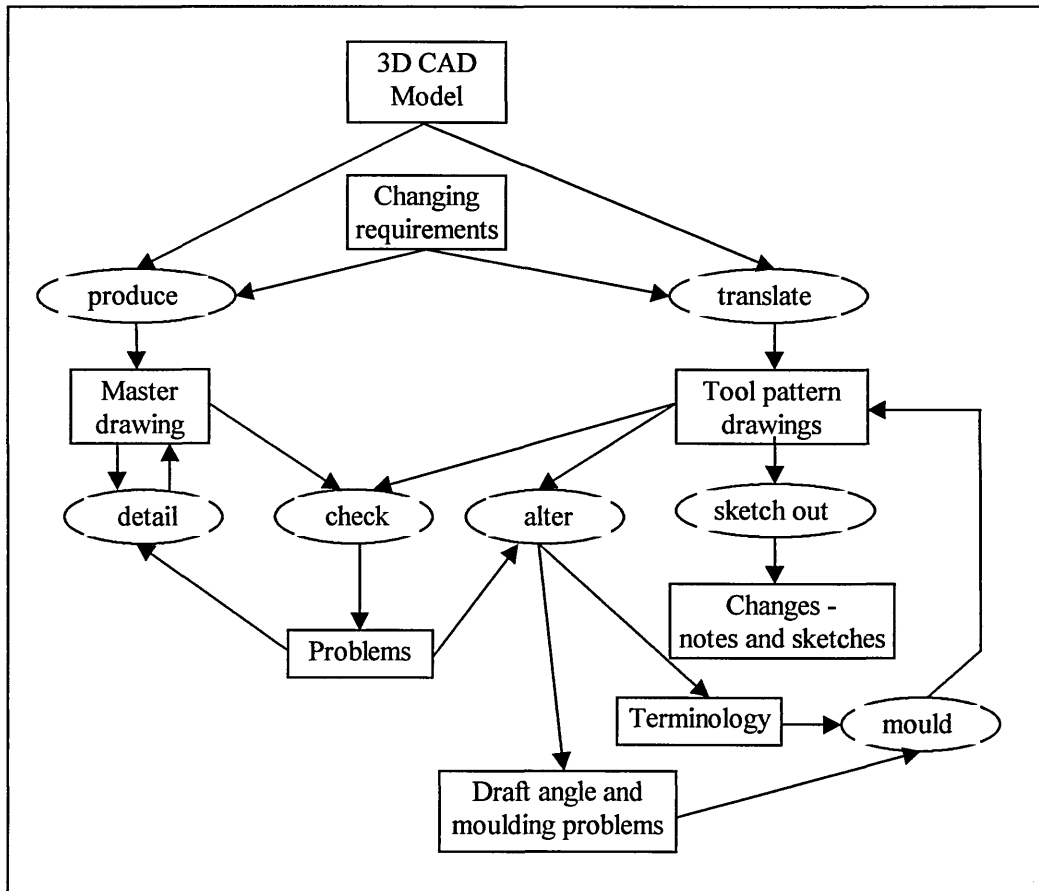 3D CAD
Model
Changing
requirements
produce
translate
Master
drawing
Tool pattern
drawings
detail
check
alter
sketch out
Changes -
notes and sketches
Problems
Terminology
mould
Draft angle and
moulding problems